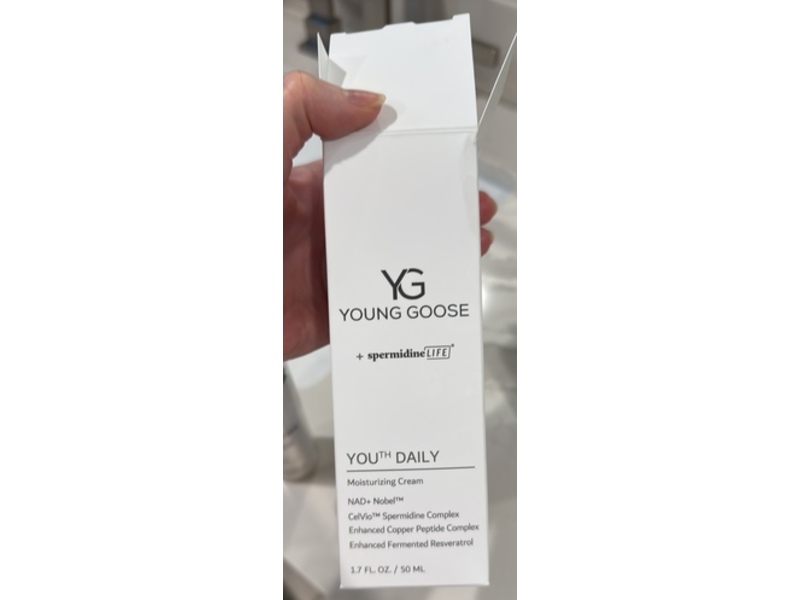 YG
YOUNG GOOSE
+ spermidineLIFE®
YOUᵀᴴ DAILY
Moisturizing Cream
NAD+ Nobel™
CelVio™ Spermidine Complex
Enhanced Copper Peptide Complex
Enhanced Fermented Resveratrol
1.7 FL. OZ. / 50 ML